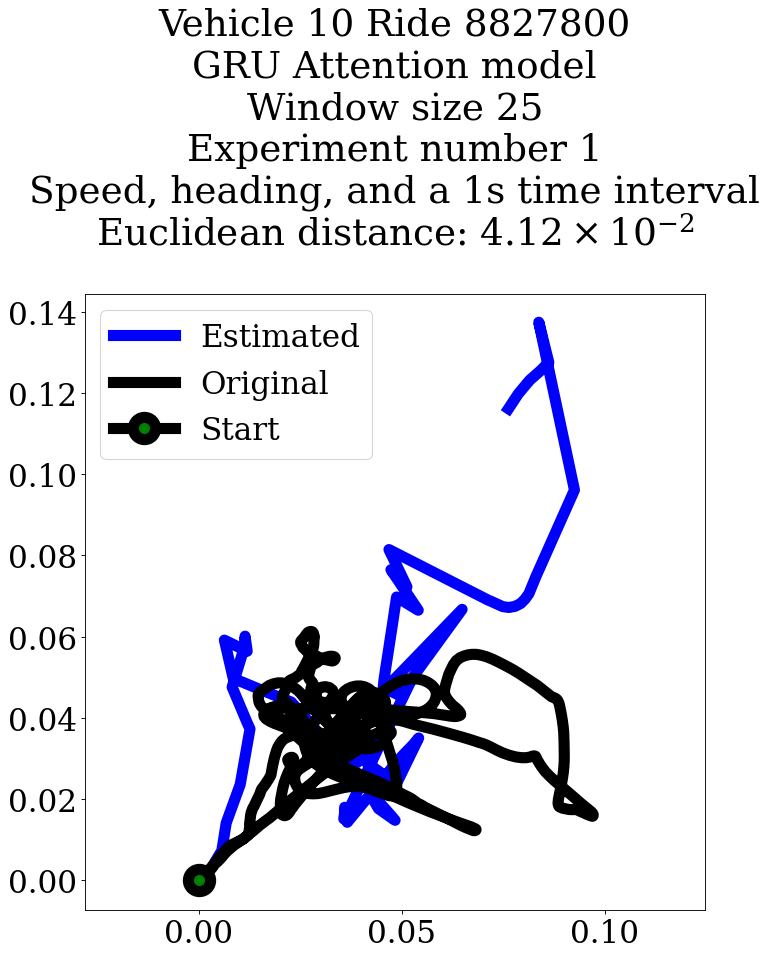 Vehicle 10 Ride 8827800
GRU Attention model
Window size 25
Experiment number 1
Speed, heading, and a 1s time interval
Euclidean distance: 4.12 × 10⁻²
Estimated
Original
Start
0.14
0.12
0.10
0.08
0.06
0.04
0.02
0.00
0.00 0.05 0.10